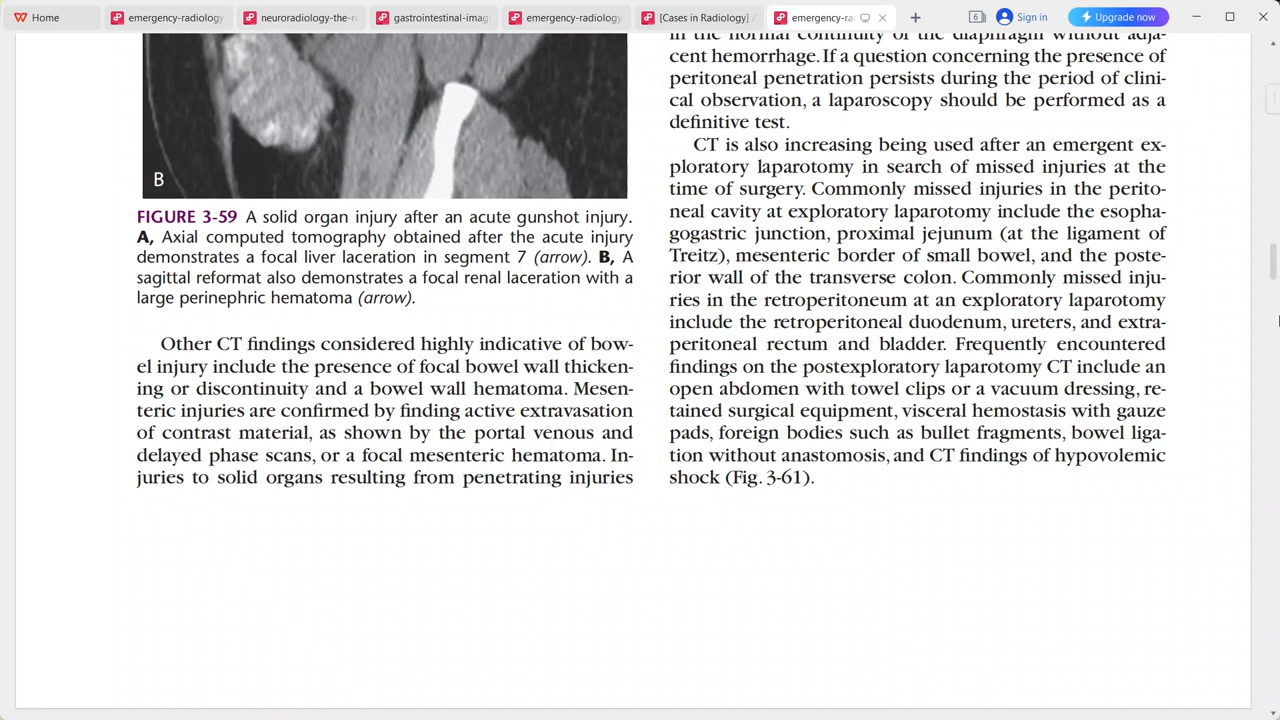 Home
emergency-radiology
neuroradiology-the-r
gastrointestinal-imag
emergency-radiology
[Cases in Radiology]
emergency-ra
6
Sign in
Upgrade now
B
FIGURE 3-59 A solid organ injury after an acute gunshot injury.
A, Axial computed tomography obtained after the acute injury
demonstrates a focal liver laceration in segment 7 (arrow). B, A
sagittal reformat also demonstrates a focal renal laceration with a
large perinephric hematoma (arrow).
Other CT findings considered highly indicative of bow-
el injury include the presence of focal bowel wall thicken-
ing or discontinuity and a bowel wall hematoma. Mesen-
teric injuries are confirmed by finding active extravasation
of contrast material, as shown by the portal venous and
delayed phase scans, or a focal mesenteric hematoma. In-
juries to solid organs resulting from penetrating injuries
in the normal continuity of the diaphragm without adja-
cent hemorrhage. If a question concerning the presence of
peritoneal penetration persists during the period of clini-
cal observation, a laparoscopy should be performed as a
definitive test.
CT is also increasing being used after an emergent ex-
ploratory laparotomy in search of missed injuries at the
time of surgery. Commonly missed injuries in the perito-
neal cavity at exploratory laparotomy include the esopha-
gogastric junction, proximal jejunum (at the ligament of
Treitz), mesenteric border of small bowel, and the poste-
rior wall of the transverse colon. Commonly missed inju-
ries in the retroperitoneum at an exploratory laparotomy
include the retroperitoneal duodenum, ureters, and extra-
peritoneal rectum and bladder. Frequently encountered
findings on the postexploratory laparotomy CT include an
open abdomen with towel clips or a vacuum dressing, re-
tained surgical equipment, visceral hemostasis with gauze
pads, foreign bodies such as bullet fragments, bowel liga-
tion without anastomosis, and CT findings of hypovolemic
shock (Fig. 3-61).